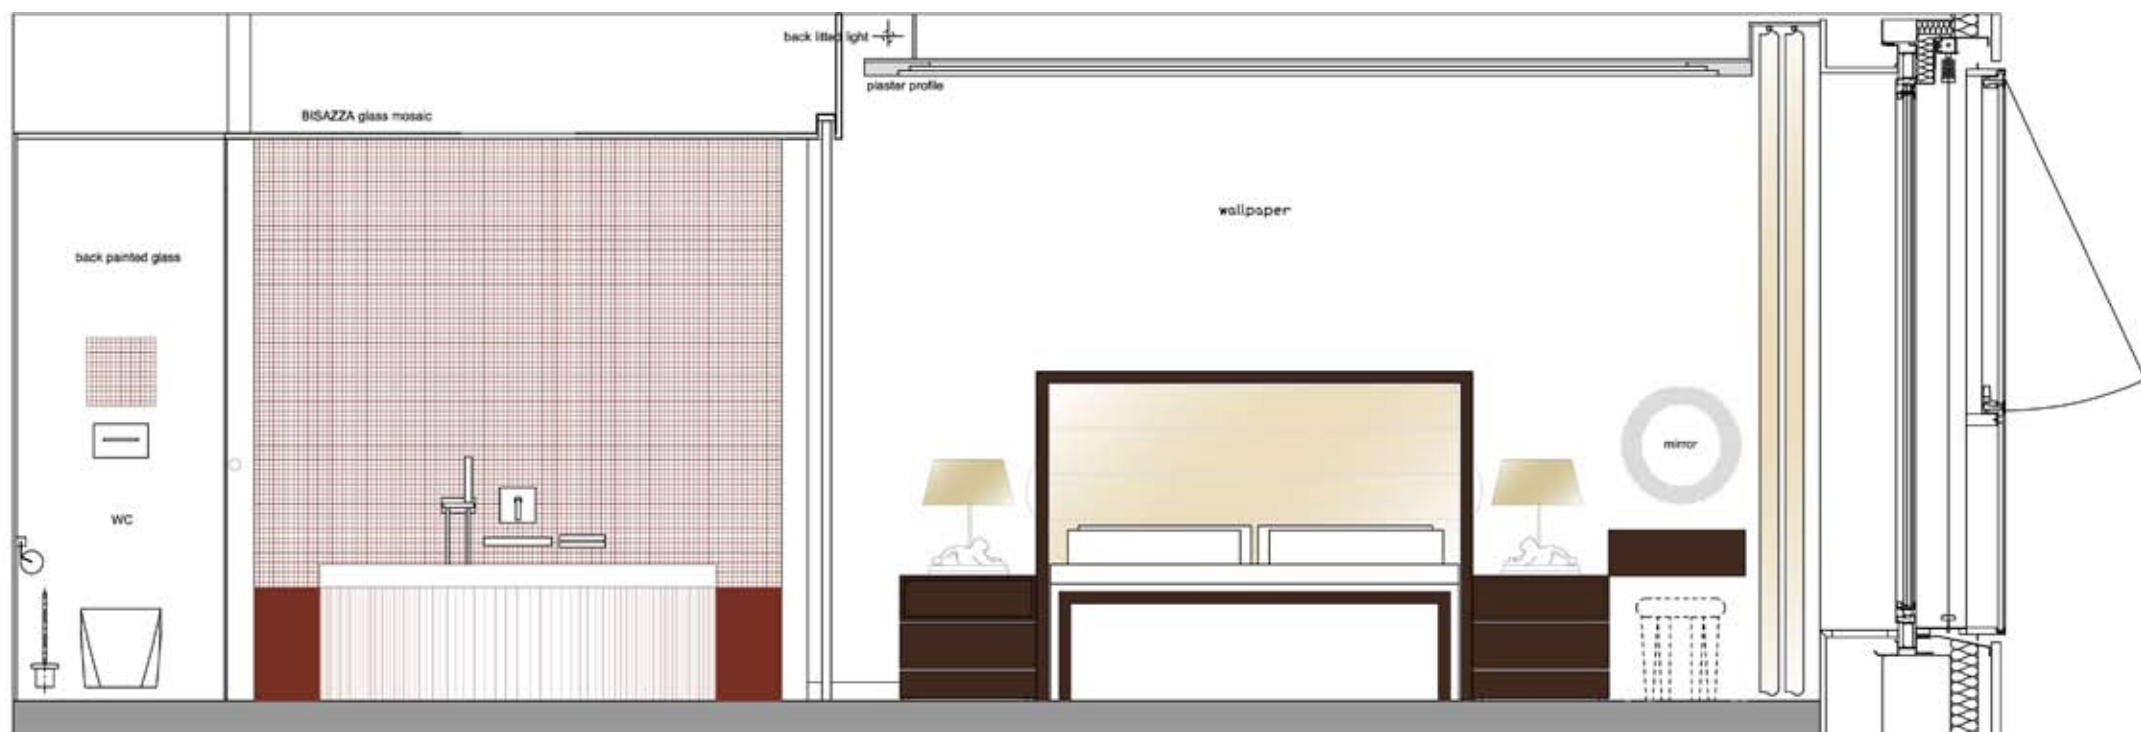 back litted light
plaster profile
BISAZZA glass mosaic
wallpaper
back painted glass
mirror
WC